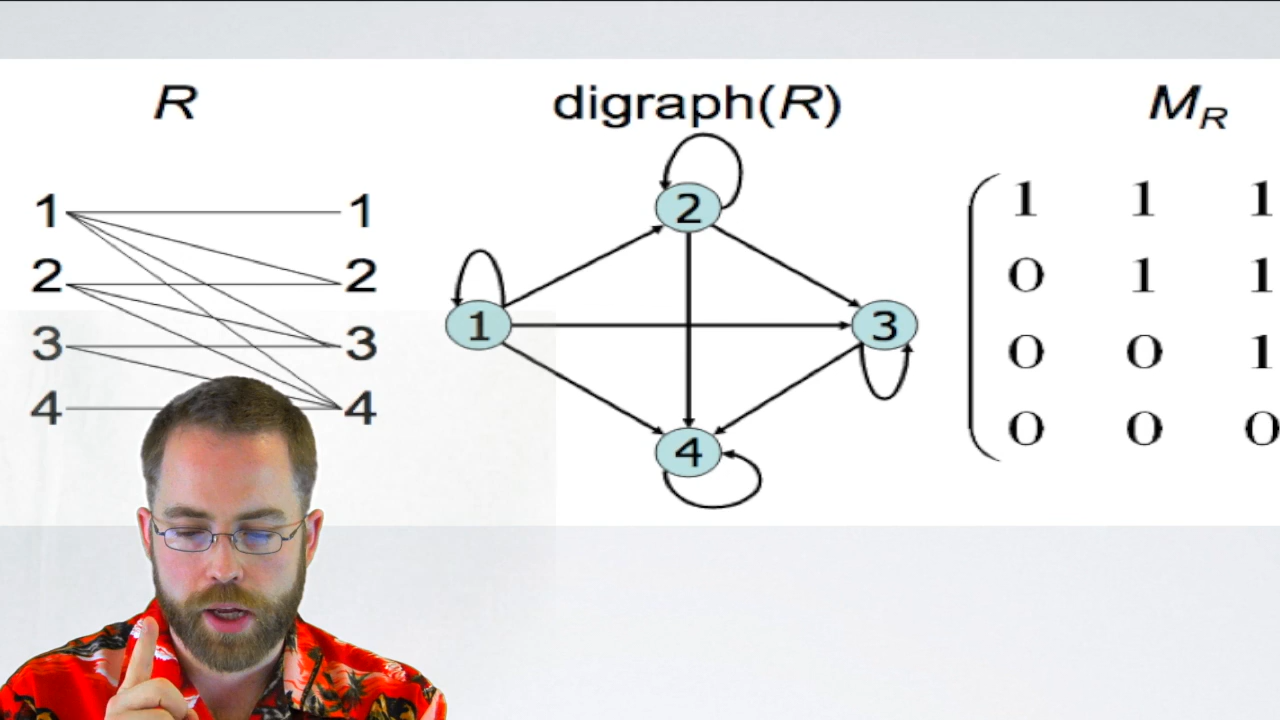 R
1 1
2 2
3 3
4 4
digraph(R)
2
1
3
4
M_R
1 1 1
0 1 1
0 0 1
0 0 0